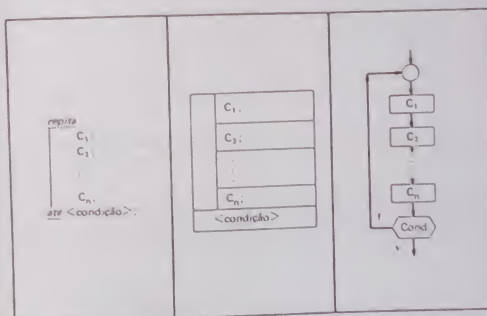 repita
C₁
C₂
Cₙ.
até <condição>.
C₁;
C₂;
Cₙ;
<condição>
C₁
C₂
Cₙ
Cond
f
v